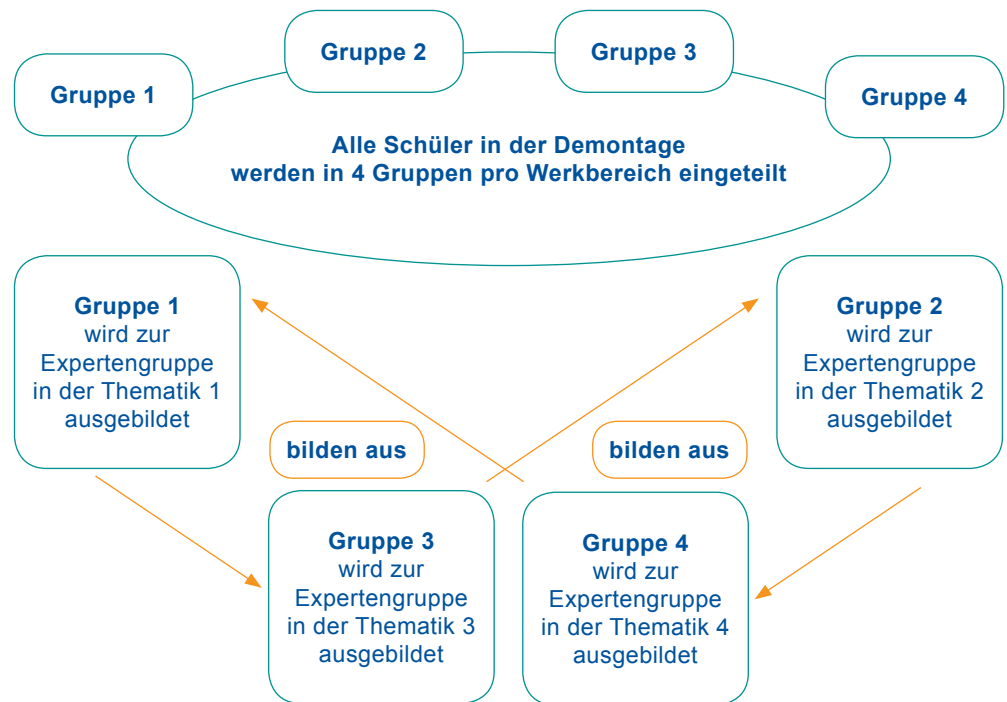 Gruppe 1
Gruppe 2
Gruppe 3
Gruppe 4
Alle Schüler in der Demontage
werden in 4 Gruppen pro Werkbereich eingeteilt
Gruppe 1
wird zur
Expertengruppe
in der Thematik 1
ausgebildet
Gruppe 2
wird zur
Expertengruppe
in der Thematik 2
ausgebildet
bilden aus
bilden aus
Gruppe 3
wird zur
Expertengruppe
in der Thematik 3
ausgebildet
Gruppe 4
wird zur
Expertengruppe
in der Thematik 4
ausgebildet